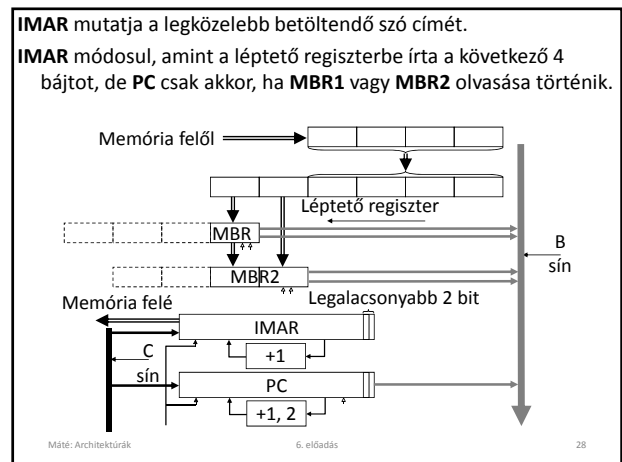 IMAR mutatja a legközelebb betöltendő szó címét.
IMAR módosul, amint a léptető regiszterbe írta a következő 4
bájtot, de PC csak akkor, ha MBR1 vagy MBR2 olvasása történik.
Memória felől
Léptető regiszter
MBR
B
sín
MBR2
Memória felé
Legalacsonyabb 2 bit
IMAR
C
+1
sín
PC
+1, 2
Máté: Architektúrák
6. előadás
28